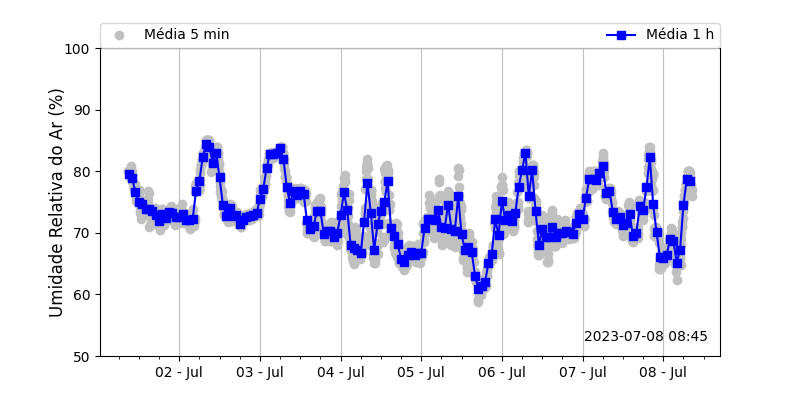 Média 5 min
Média 1 h
Umidade Relativa do Ar (%)
100
90
80
70
60
50
2023-07-08 08:45
02 - Jul
03 - Jul
04 - Jul
05 - Jul
06 - Jul
07 - Jul
08 - Jul